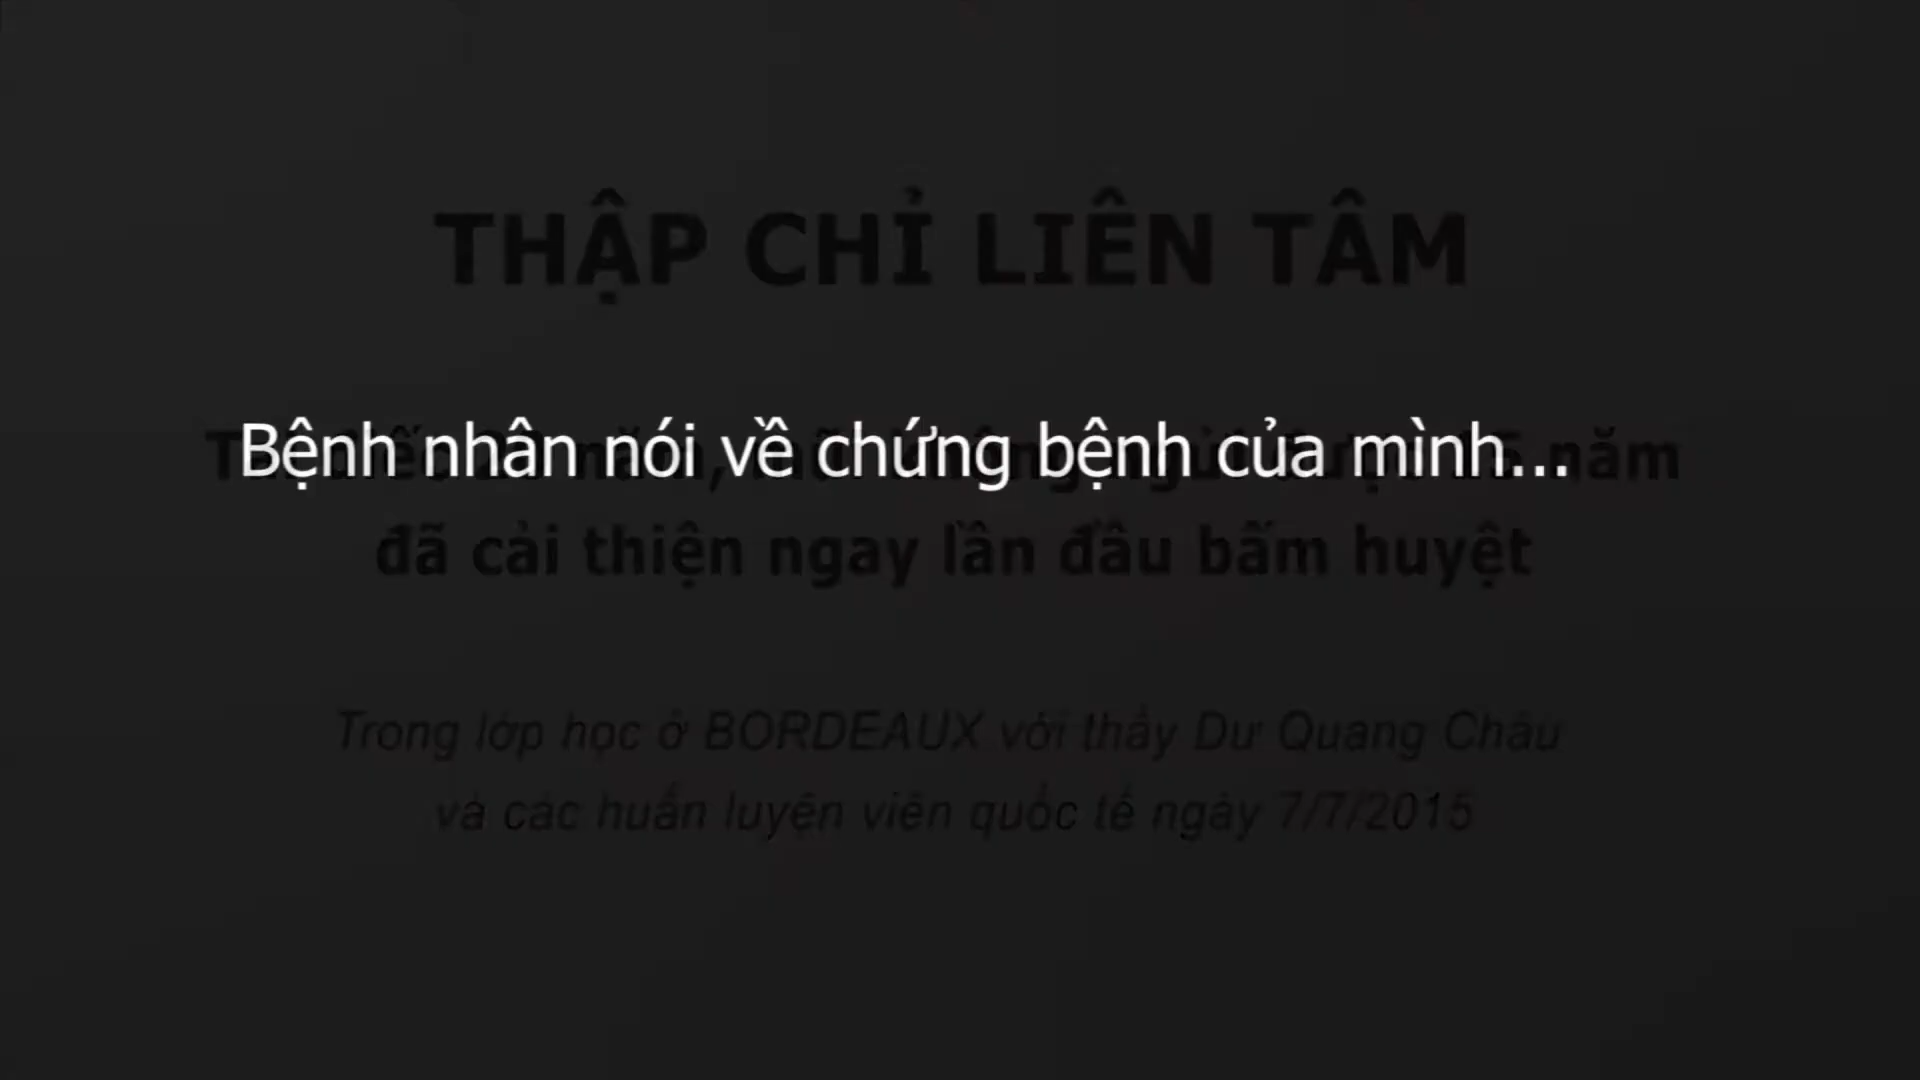 THẬP CHỈ LIÊN TÂM
Bệnh nhân nói về chứng bệnh của mình...
năm
đã cải thiện ngay lần đầu bấm huyệt
Trong lớp học ở BORDEAUX với thầy Dư Quang Châu
và các huấn luyện viên quốc tế ngày 7/7/2015